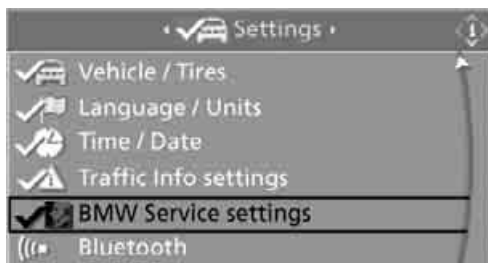 Settings
i
Vehicle / Tires
Language / Units
Time / Date
Traffic Info settings
BMW Service settings
Bluetooth